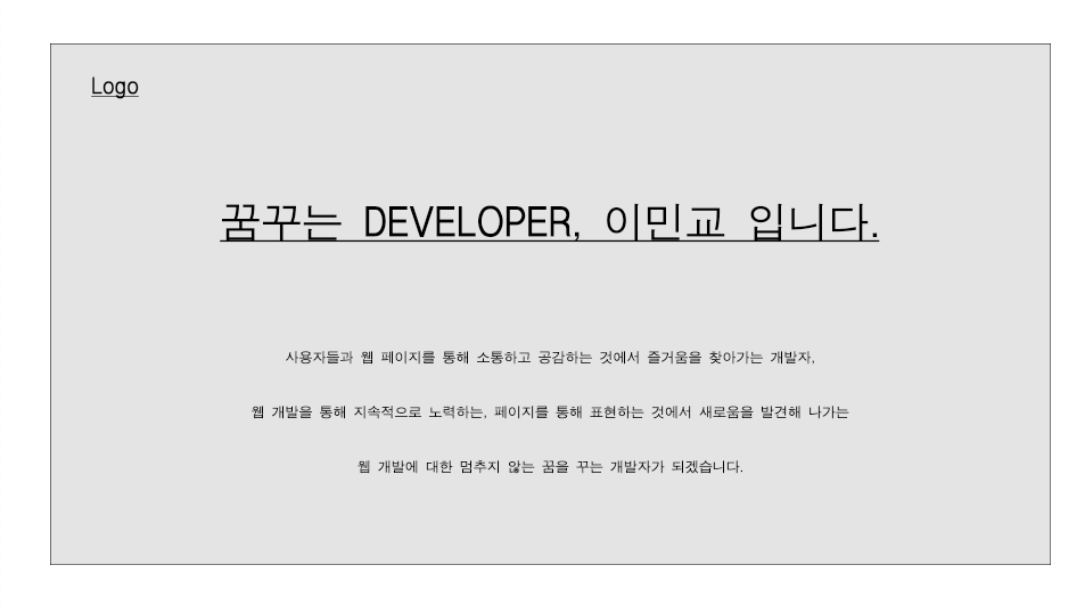 Logo
꿈꾸는 DEVELOPER, 이민교 입니다.
사용자들과 웹 페이지를 통해 소통하고 공감하는 것에서 즐거움을 찾아가는 개발자,
웹 개발을 통해 지속적으로 노력하는, 페이지를 통해 표현하는 것에서 새로움을 발견해 나가는
웹 개발에 대한 멈추지 않는 꿈을 꾸는 개발자가 되겠습니다.